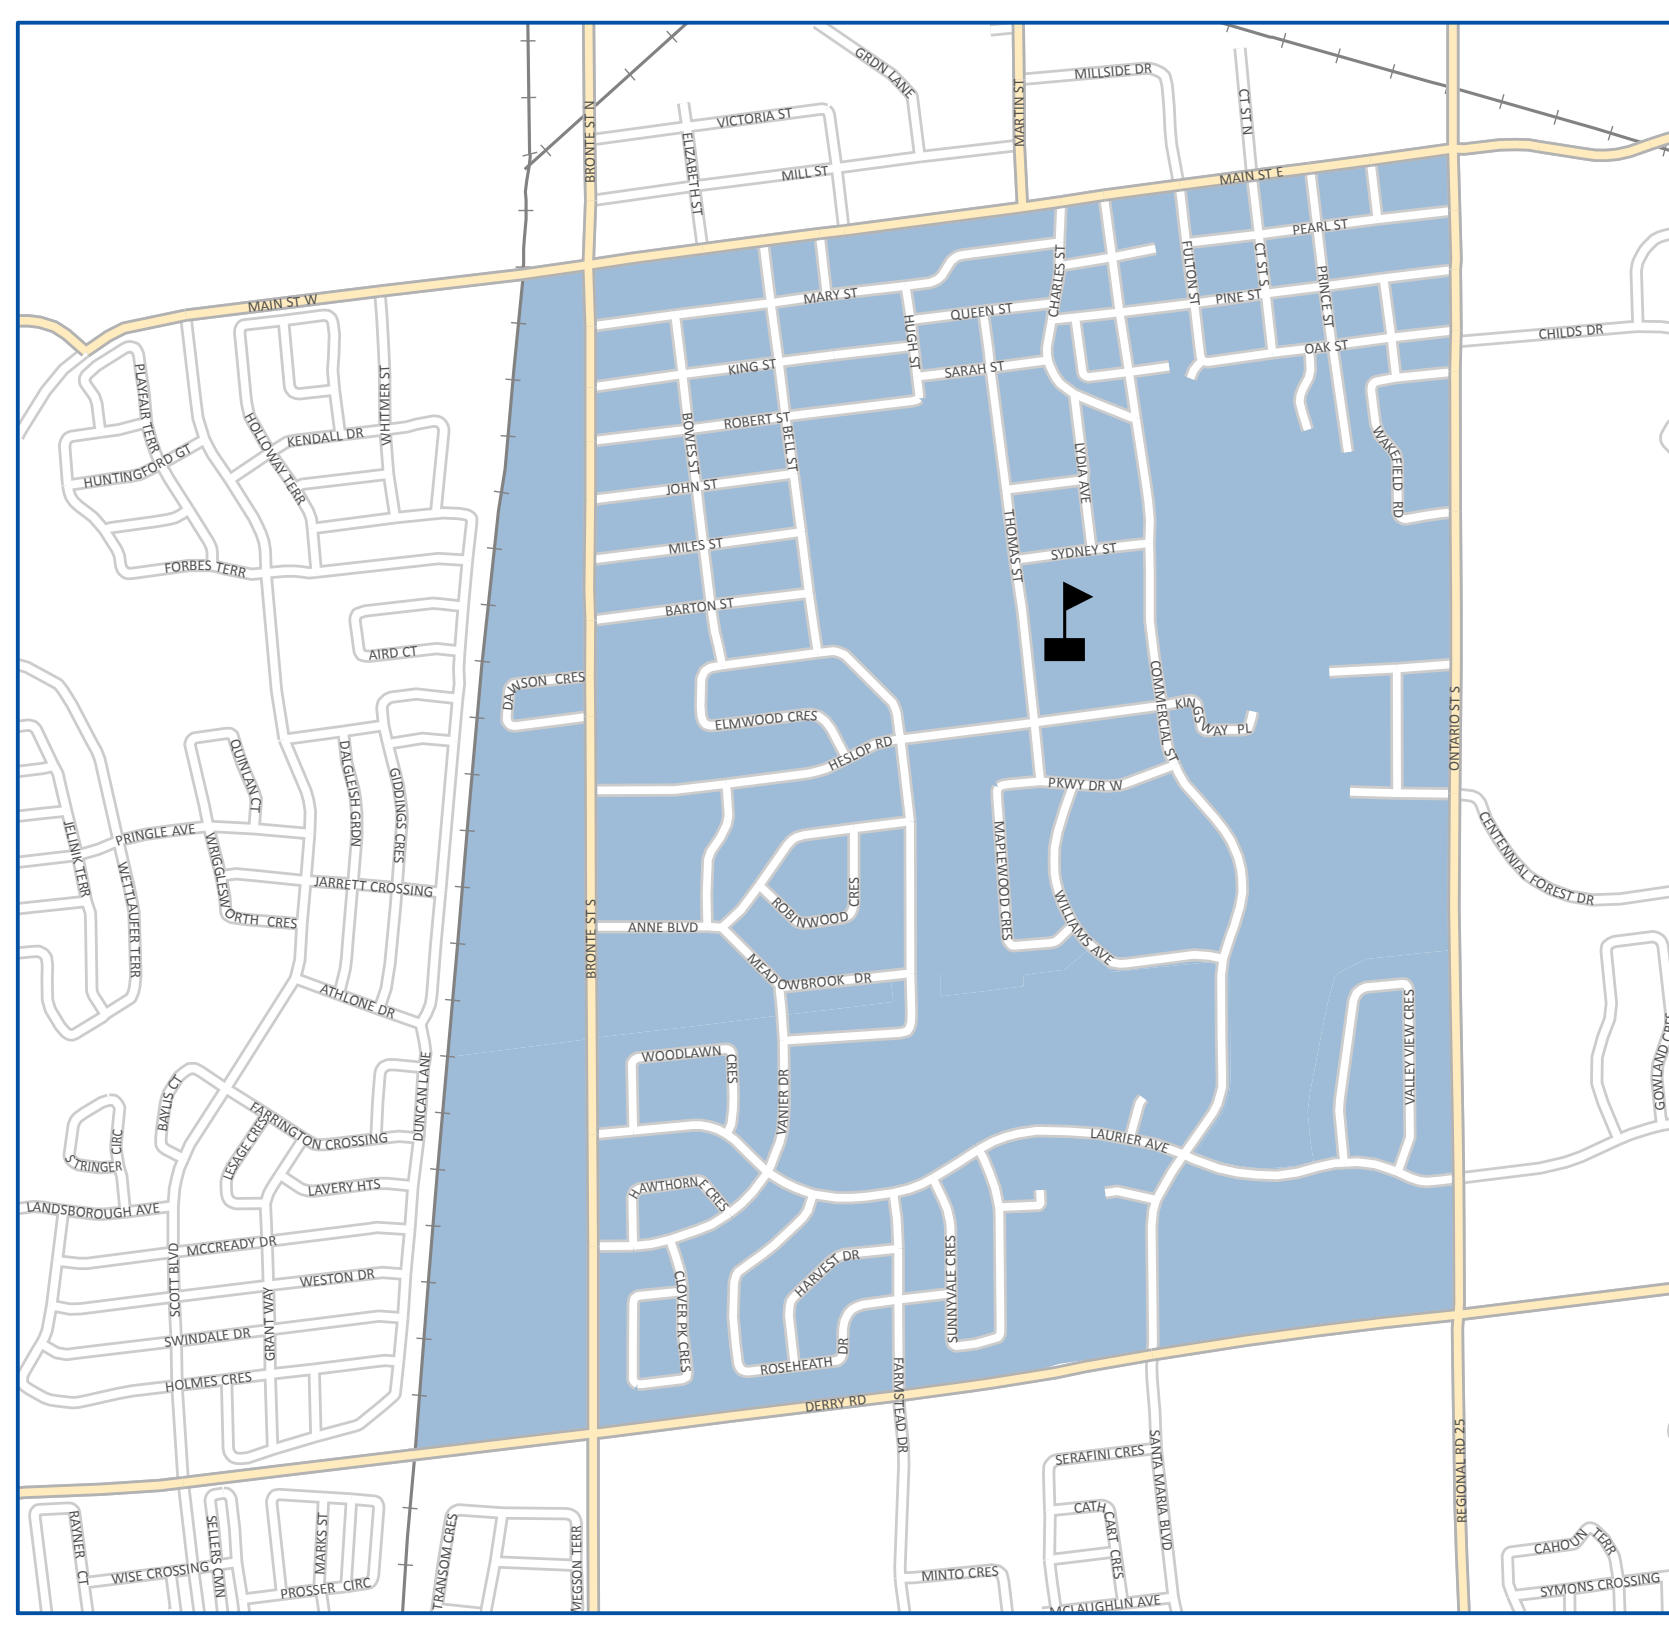 GRDN LANE
MILLSIDE DR
MARTIN ST
CT ST N
VICTORIA ST
BRONTE ST N
ELIZABETH ST
MILL ST
MAIN ST E
PEARL ST
MAIN ST W
MARY ST
CHARLES ST
FULTON ST
CT ST S
PRINCE ST
PINE ST
QUEEN ST
HUGH ST
CHILDS DR
OAK ST
KING ST
SARAH ST
PLAYFAIR TERR
WHITMER ST
ROBERT ST
BOWES ST
BELL ST
HOLLOWAY TERR
KENDALL DR
HUNTINGFORD GT
LYDIA AVE
WAKEFIELD RD
JOHN ST
THOMAS ST
MILES ST
SYDNEY ST
FORBES TERR
BARTON ST
AIRD CT
DAWSON CRES
ELMWOOD CRES
HESLOP RD
COMMERCIAL ST
KINGSWAY PL
ONTARIO ST S
QUINLAN CT
DALGLEISH GRDN
GIDDINGS CRES
PKWY DR W
JELINIK TERR
PRINGLE AVE
WRIGGLESWORTH CRES
WETTLAUFER TERR
JARRETT CROSSING
MAPLEWOOD CRES
CENTENNIAL FOREST DR
ROBINWOOD CRES
ANNE BLVD
WILLIAMS AVE
BRONTE ST S
MEADOWBROOK DR
ATHLONE DR
VALLEY VIEW CRES
GOWLAND CRES
WOODLAWN CRES
VANIER DR
DUNCAN LANE
BAYLIS CT
FARRINGTON CROSSING
LESAGE CRES
STRINGER CIRC
LAURIER AVE
LAVERY HTS
HAWTHORNE CRES
LANDSBOROUGH AVE
MCCREADY DR
SCOTT BLVD
WESTON DR
GRANT WAY
SWINDALE DR
HOLMES CRES
CLOVER PK CRES
HARVEST DR
SUNNYVALE CRES
ROSEHEATH DR
FARMSTEAD DR
DERRY RD
SERAFINI CRES
SANTA MARIA BLVD
REGIONAL RD 25
CATHCART CRES
RAYNER CT
WISE CROSSING
SELLERS CMN
MARKS ST
PROSSER CIRC
TRANSOM CRES
MEGSON TERR
MINTO CRES
MCLAUGHLIN AVE
CAHOUN TERR
SYMONS CROSSING